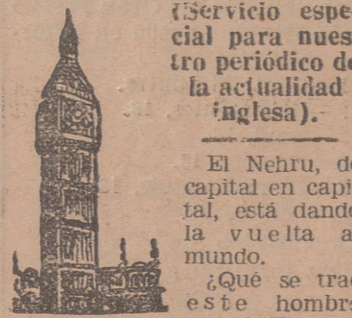 (Servicio espe-
cial para nues-
tro periódico de
la actualidad
inglesa).-
El Nehru, de
capital en capi-
tal, está dando
la vuelta al
mundo.
¿Qué se trae
este hombre